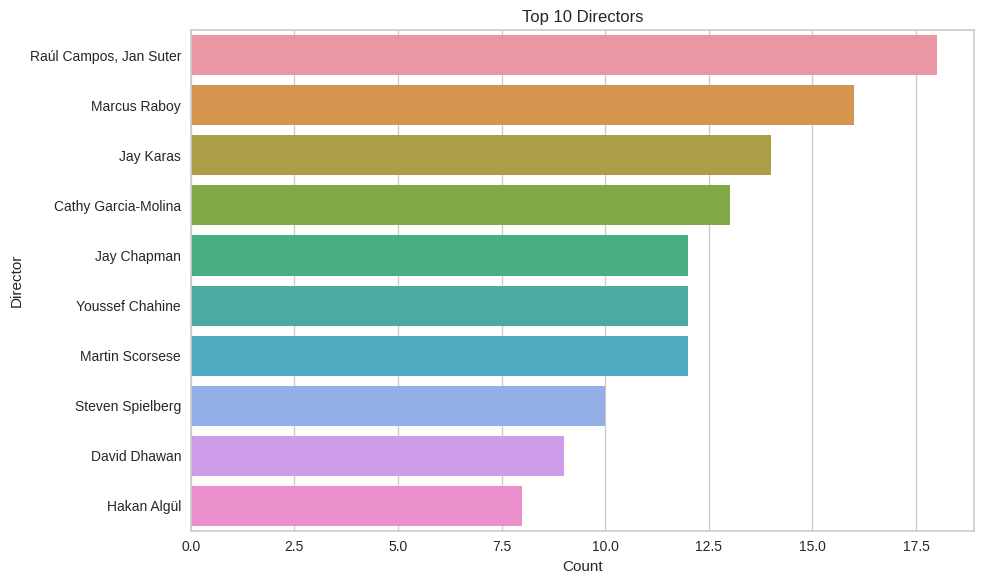 Top 10 Directors
Raúl Campos, Jan Suter
Marcus Raboy
Jay Karas
Cathy Garcia-Molina
Jay Chapman
Youssef Chahine
Martin Scorsese
Steven Spielberg
David Dhawan
Hakan Algül
Director
0.0 2.5 5.0 7.5 10.0 12.5 15.0 17.5
Count